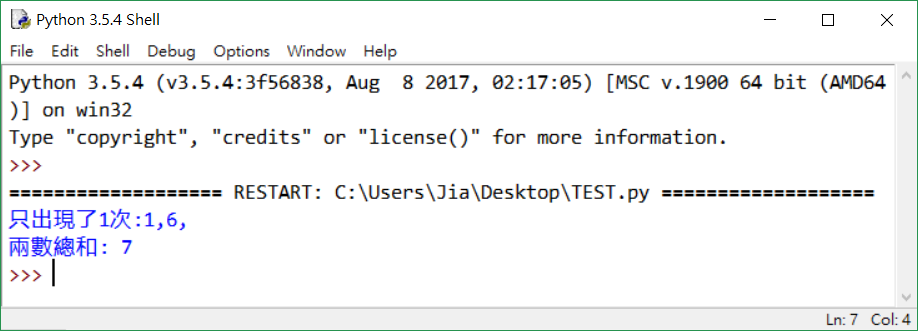 Python 3.5.4 Shell
File Edit Shell Debug Options Window Help
Python 3.5.4 (v3.5.4:3f56838, Aug  8 2017, 02:17:05) [MSC v.1900 64 bit (AMD64
)] on win32
Type "copyright", "credits" or "license()" for more information.
>>>
=================== RESTART: C:\Users\Jia\Desktop\TEST.py ===================
只出現了1次:1,6,
兩數總和: 7
>>>
Ln: 7 Col: 4